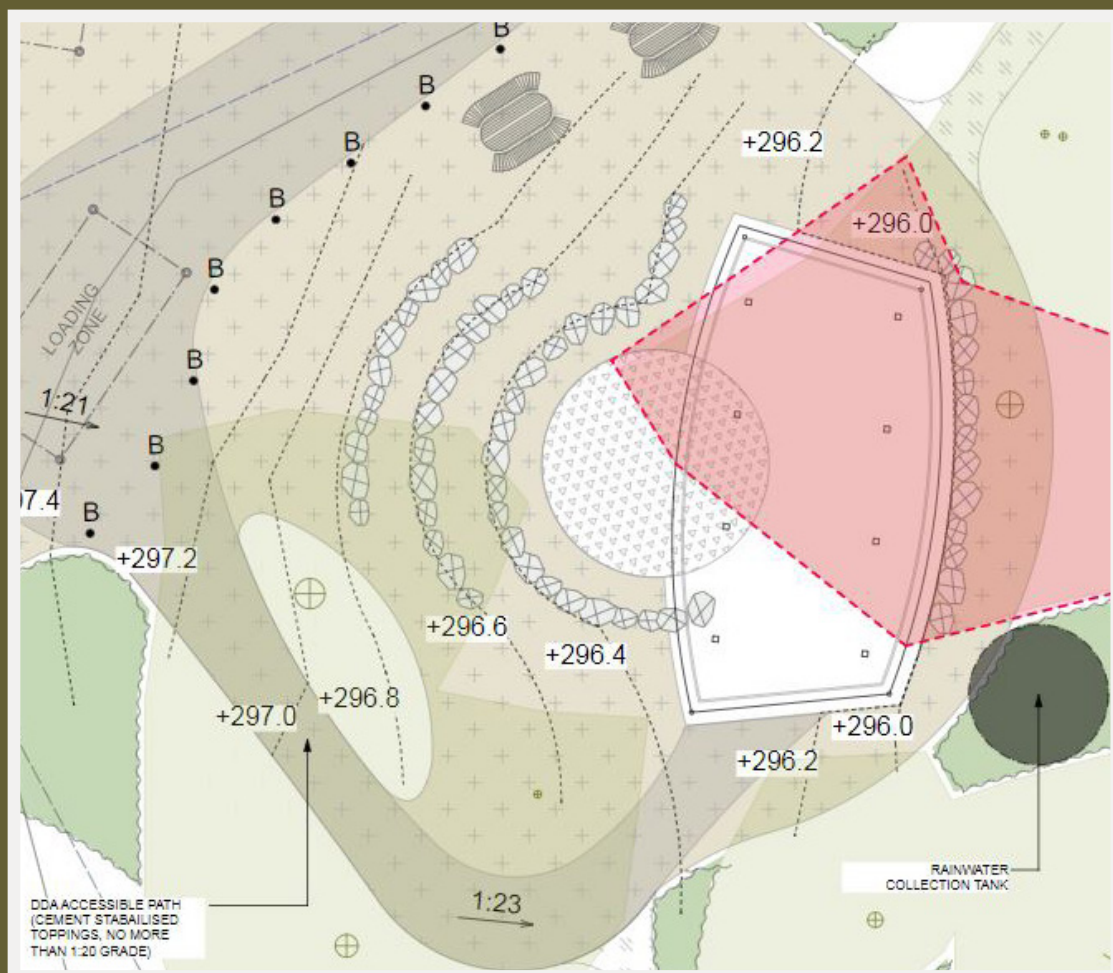 B
B
+296.2
B
B
+296.0
B
LOADING
ZONE
B
1:21
B
07.4
B
+297.2
+296.6
+296.4
+296.8
+297.0
+296.0
+296.2
RAINWATER
COLLECTION TANK
DDA ACCESSIBLE PATH
(CEMENT STABAILISED
TOPPINGS, NO MORE
THAN 1:20 GRADE)
1:23